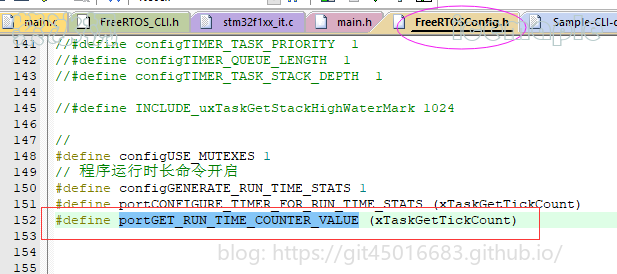 main.c FreeRTOS_CLI.h stm32f1xx_it.c main.h FreeRTOSConfig.h
141 //#define configTIMER_TASK_PRIORITY 1
142 //#define configTIMER_QUEUE_LENGTH 1
143 //#define configTIMER_TASK_STACK_DEPTH 1
144
145 //#define INCLUDE_uxTaskGetStackHighWaterMark 1024
146
147 //
148 #define configUSE_MUTEXES 1
149 // 程序运行时长命令开启
150 #define configGENERATE_RUN_TIME_STATS 1
151 #define portCONFIGURE_TIMER_FOR_RUN_TIME_STATS (xTaskGetTickCount)
152 #define portGET_RUN_TIME_COUNTER_VALUE (xTaskGetTickCount)
153
154
155
blog: https://git45016683.github.io/